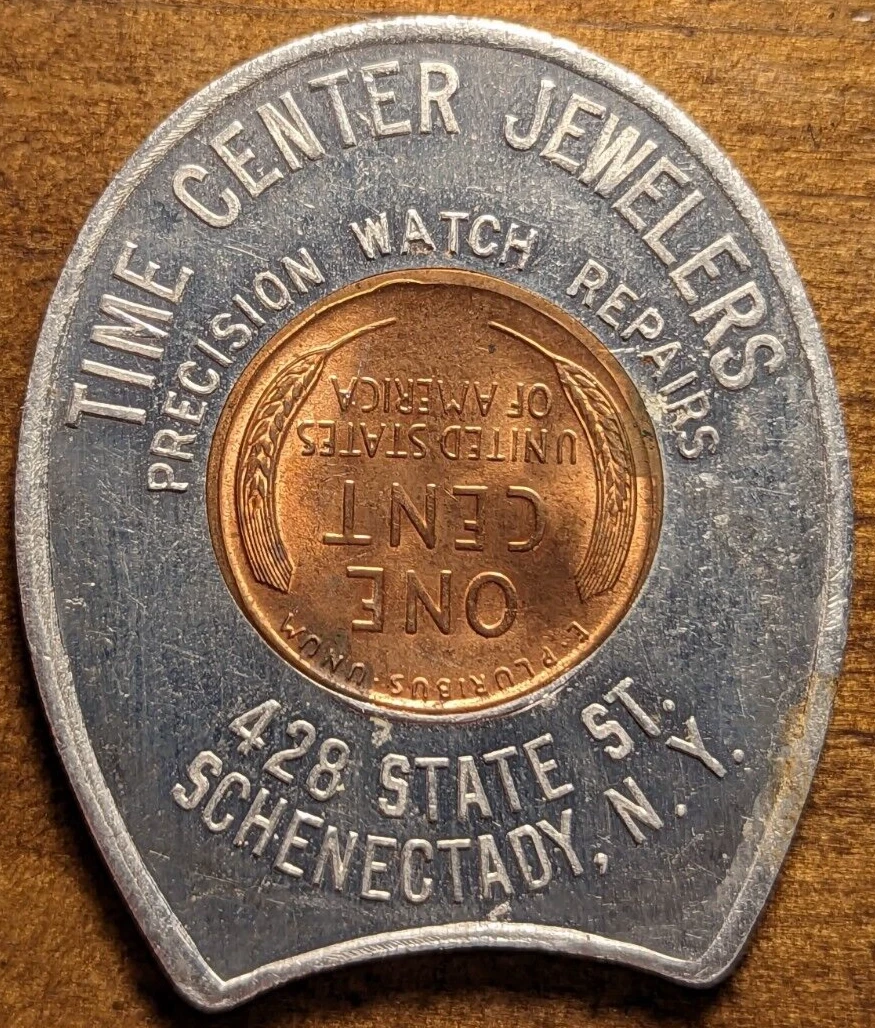 TIME CENTER JEWELERS
PRECISION WATCH REPAIRS
E·PLURIBUS·UNUM
ONE
CENT
UNITED STATES
OF AMERICA
428 STATE ST.
SCHENECTADY, N. Y.